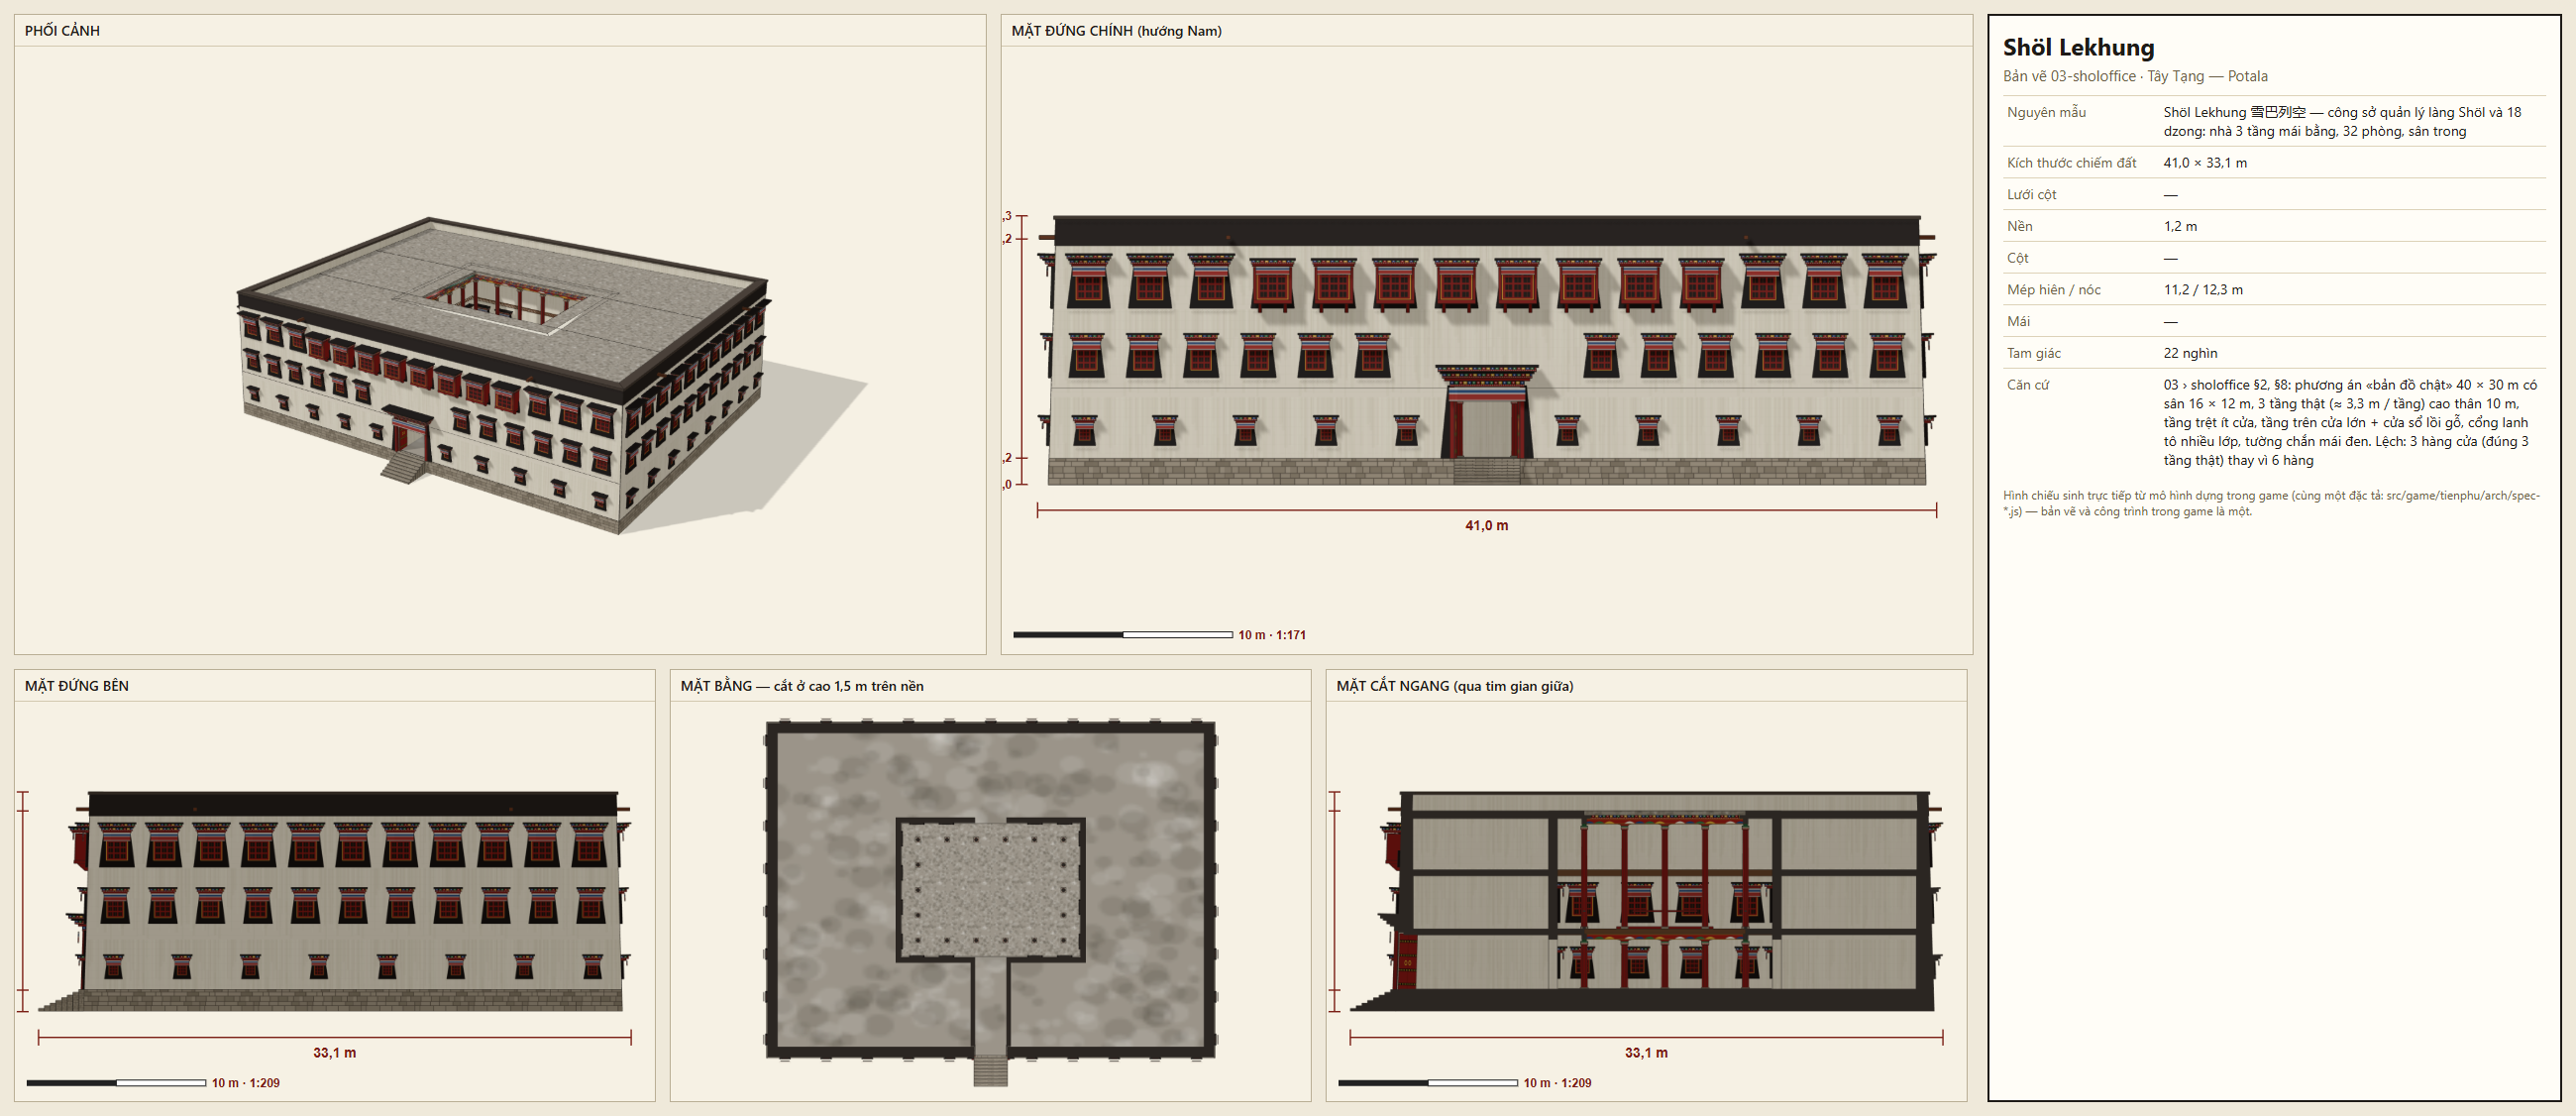 PHỐI CẢNH
MẶT ĐỨNG CHÍNH (hướng Nam)
,3
,2
,2
,0
41,0 m
10 m · 1:171
MẶT ĐỨNG BÊN
33,1 m
10 m · 1:209
MẶT BẰNG — cắt ở cao 1,5 m trên nền
MẶT CẮT NGANG (qua tim gian giữa)
33,1 m
10 m · 1:209
Shöl Lekhung
Bản vẽ 03-sholoffice · Tây Tạng — Potala
Nguyên mẫu
Shöl Lekhung 雪巴列空 — công sở quản lý làng Shöl và 18
dzong: nhà 3 tầng mái bằng, 32 phòng, sân trong
Kích thước chiếm đất
41,0 × 33,1 m
Lưới cột
—
Nền
1,2 m
Cột
—
Mép hiên / nóc
11,2 / 12,3 m
Mái
—
Tam giác
22 nghìn
Căn cứ
03 › sholoffice §2, §8: phương án «bản đồ chật» 40 × 30 m có
sân 16 × 12 m, 3 tầng thật (≈ 3,3 m / tầng) cao thân 10 m,
tầng trệt ít cửa, tầng trên cửa lớn + cửa sổ lồi gỗ, cổng lanh
tô nhiều lớp, tường chắn mái đen. Lệch: 3 hàng cửa (đúng 3
tầng thật) thay vì 6 hàng
Hình chiếu sinh trực tiếp từ mô hình dựng trong game (cùng một đặc tả: src/game/tienphu/arch/spec-
*.js) — bản vẽ và công trình trong game là một.